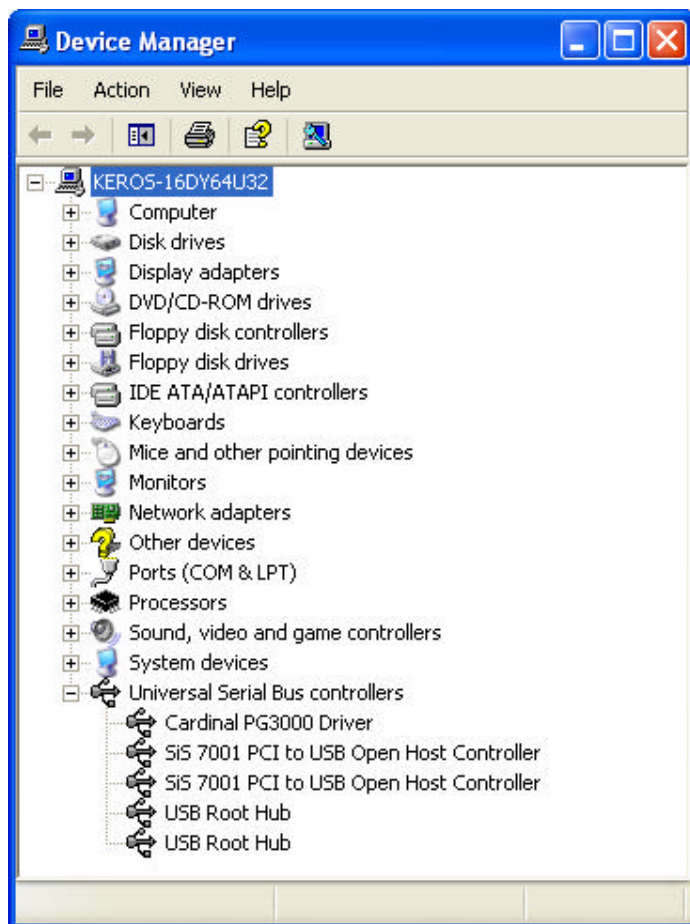 Device Manager
File Action View Help
KEROS-16DY64U32
Computer
Disk drives
Display adapters
DVD/CD-ROM drives
Floppy disk controllers
Floppy disk drives
IDE ATA/ATAPI controllers
Keyboards
Mice and other pointing devices
Monitors
Network adapters
Other devices
Ports (COM & LPT)
Processors
Sound, video and game controllers
System devices
Universal Serial Bus controllers
Cardinal PG3000 Driver
SiS 7001 PCI to USB Open Host Controller
SiS 7001 PCI to USB Open Host Controller
USB Root Hub
USB Root Hub